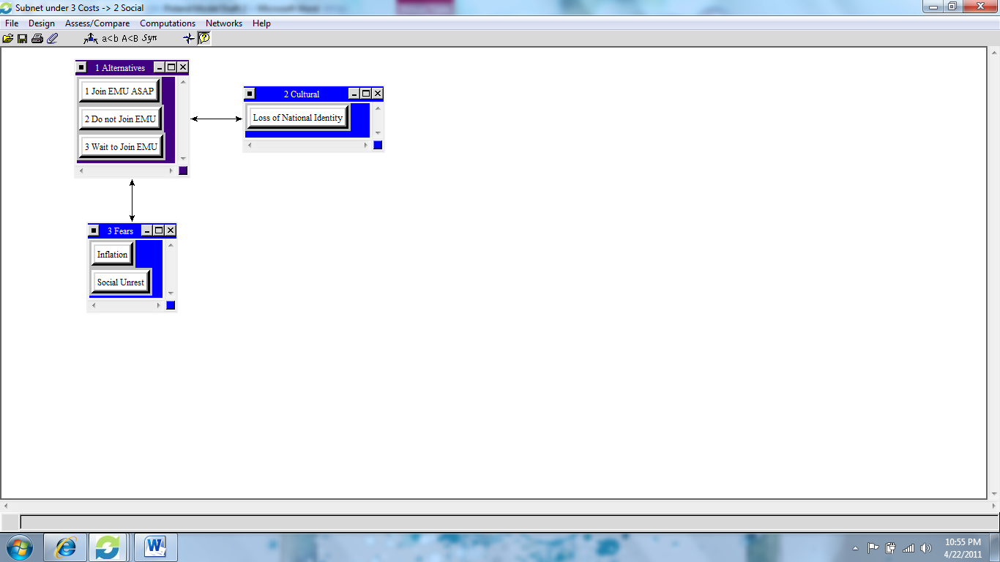 Subnet under 3 Costs -> 2 Social
File Design Assess/Compare Computations Networks Help
a<b A<B Syn
1 Alternatives
1 Join EMU ASAP
2 Do not Join EMU
3 Wait to Join EMU
2 Cultural
Loss of National Identity
3 Fears
Inflation
Social Unrest
10:55 PM
4/22/2011